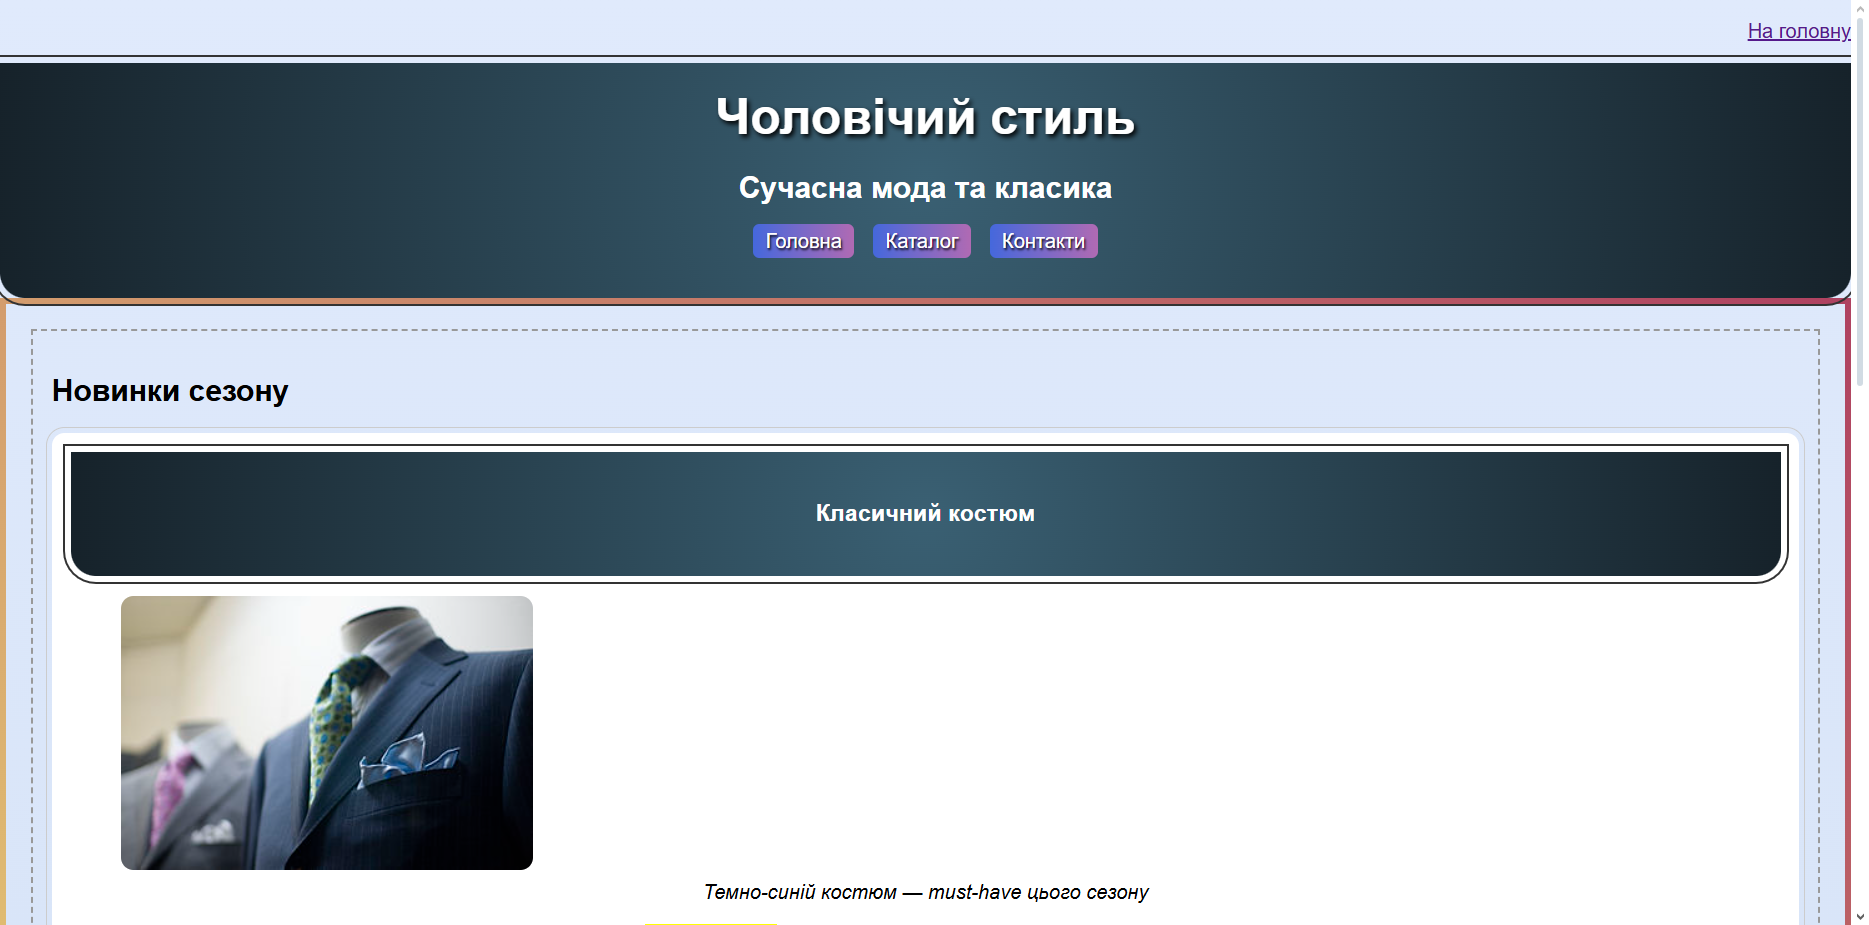 На головну
Чоловічий стиль
Сучасна мода та класика
Головна Каталог Контакти
Новинки сезону
Класичний костюм
Темно-синій костюм — must-have цього сезону